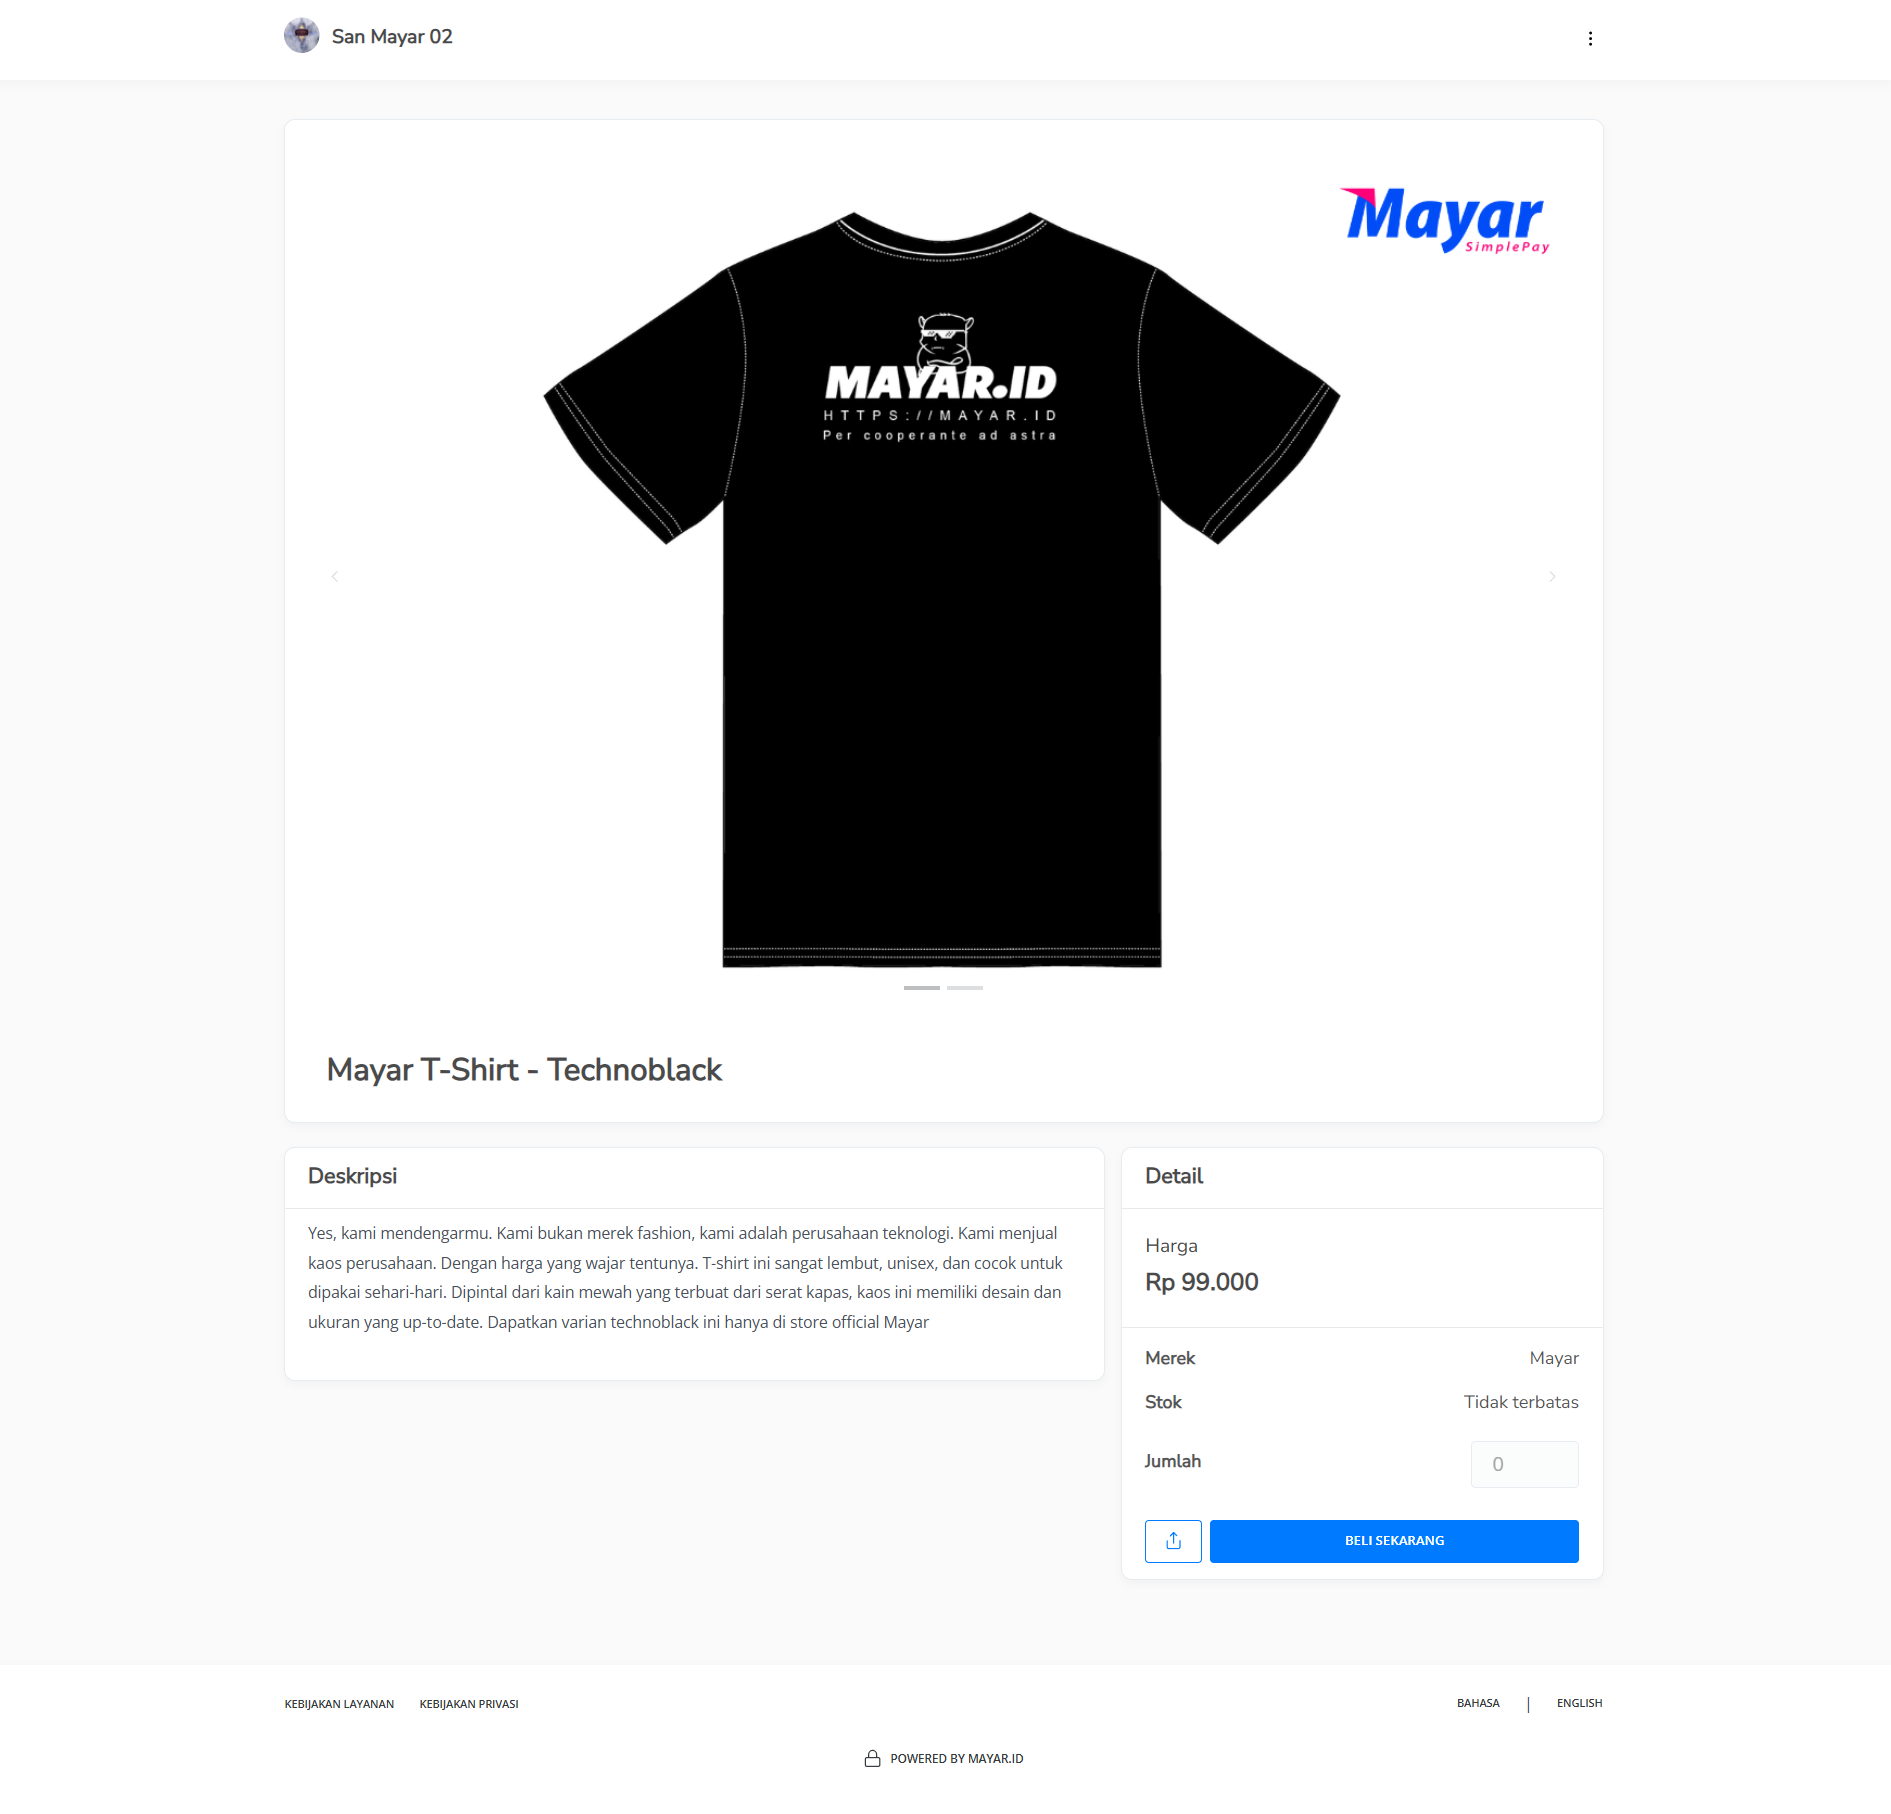 San Mayar 02
Mayar
SimplePay
MAYAR.ID
HTTPS://MAYAR.ID
Per cooperante ad astra
Mayar T-Shirt - Technoblack
Deskripsi
Yes, kami mendengarmu. Kami bukan merek fashion, kami adalah perusahaan teknologi. Kami menjual
kaos perusahaan. Dengan harga yang wajar tentunya. T-shirt ini sangat lembut, unisex, dan cocok untuk
dipakai sehari-hari. Dipintal dari kain mewah yang terbuat dari serat kapas, kaos ini memiliki desain dan
ukuran yang up-to-date. Dapatkan varian technoblack ini hanya di store official Mayar
Detail
Harga
Rp 99.000
Merek Mayar
Stok Tidak terbatas
Jumlah 0
BELI SEKARANG
KEBIJAKAN LAYANAN KEBIJAKAN PRIVASI BAHASA | ENGLISH
POWERED BY MAYAR.ID